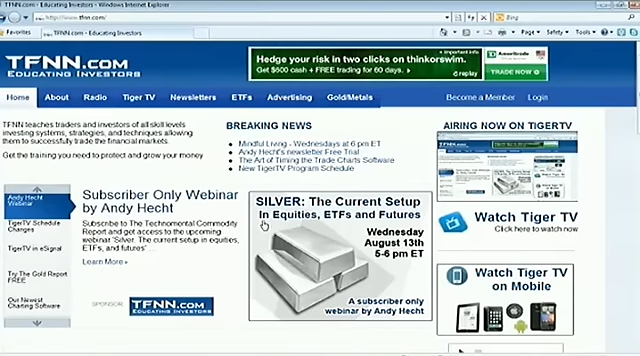 TFNN.com - Educating Investors - Windows Internet Explorer
http://www.tfnn.com/
Bing
Favorites
TFNN.com - Educating Investors
Page
Safety
Tools
TFNN.COM
EDUCATING INVESTORS
Hedge your risk in two clicks on thinkorswim.
Get $600 cash + FREE trading for 60 days.
important info
replay
Ameritrade
TRADE NOW
Home
About
Radio
Tiger TV
Newsletters
ETFs
Advertising
Gold/Metals
Become a Member
Login
TFNN teaches traders and investors of all skill levels
investing systems, strategies, and techniques allowing
them to successfully trade the financial markets.
Get the training you need to protect and grow your money
BREAKING NEWS
Mindful Living - Wednesdays at 6 pm ET
Andy Hecht's newsletter Free Trial
The Art of Timing the Trade Charts Software
New TigerTV Program Schedule
AIRING NOW ON TIGERTV
Watch Tiger TV
Click here to watch now
Watch Tiger TV
on Mobile
Andy Hecht
Webinar
TigerTV Schedule
Changes
TigerTV in eSignal
Try The Gold Report
FREE
Our Newest
Charting Software
Subscriber Only Webinar
by Andy Hecht
Subscribe to the Technomental Commodity
Report and get access to the upcoming
webinar 'Silver. The current setup in equities,
ETFs, and futures'
Learn More
SPONSOR
TFNN.COM
EDUCATING INVESTORS
SILVER: The Current Setup
In Equities, ETFs and Futures
Wednesday
August 13th
5-6 pm ET
A subscriber only
webinar by Andy Hecht